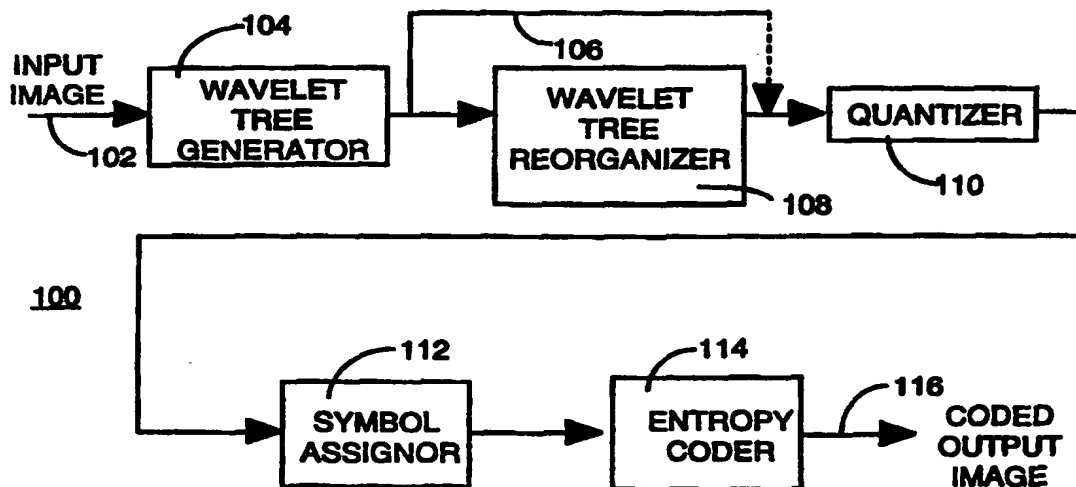 104
106
INPUT
IMAGE
102
WAVELET
TREE
GENERATOR
WAVELET
TREE
REORGANIZER
108
QUANTIZER
110
100
112
SYMBOL
ASSIGNOR
114
ENTROPY
CODER
116
CODED
OUTPUT
IMAGE